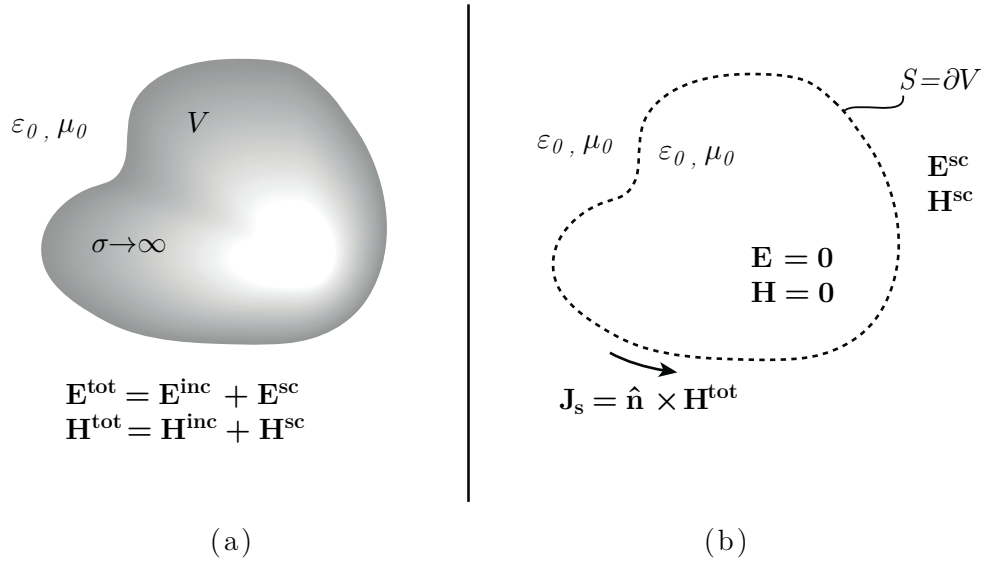 ε₀ , μ₀
V
σ→∞
Eᵗᵒᵗ = Eⁱⁿᶜ + Eˢᶜ
Hᵗᵒᵗ = Hⁱⁿᶜ + Hˢᶜ
(a)
S=∂V
ε₀ , μ₀
ε₀ , μ₀
Eˢᶜ
Hˢᶜ
E = 0
H = 0
Jₛ = n̂ × Hᵗᵒᵗ
(b)